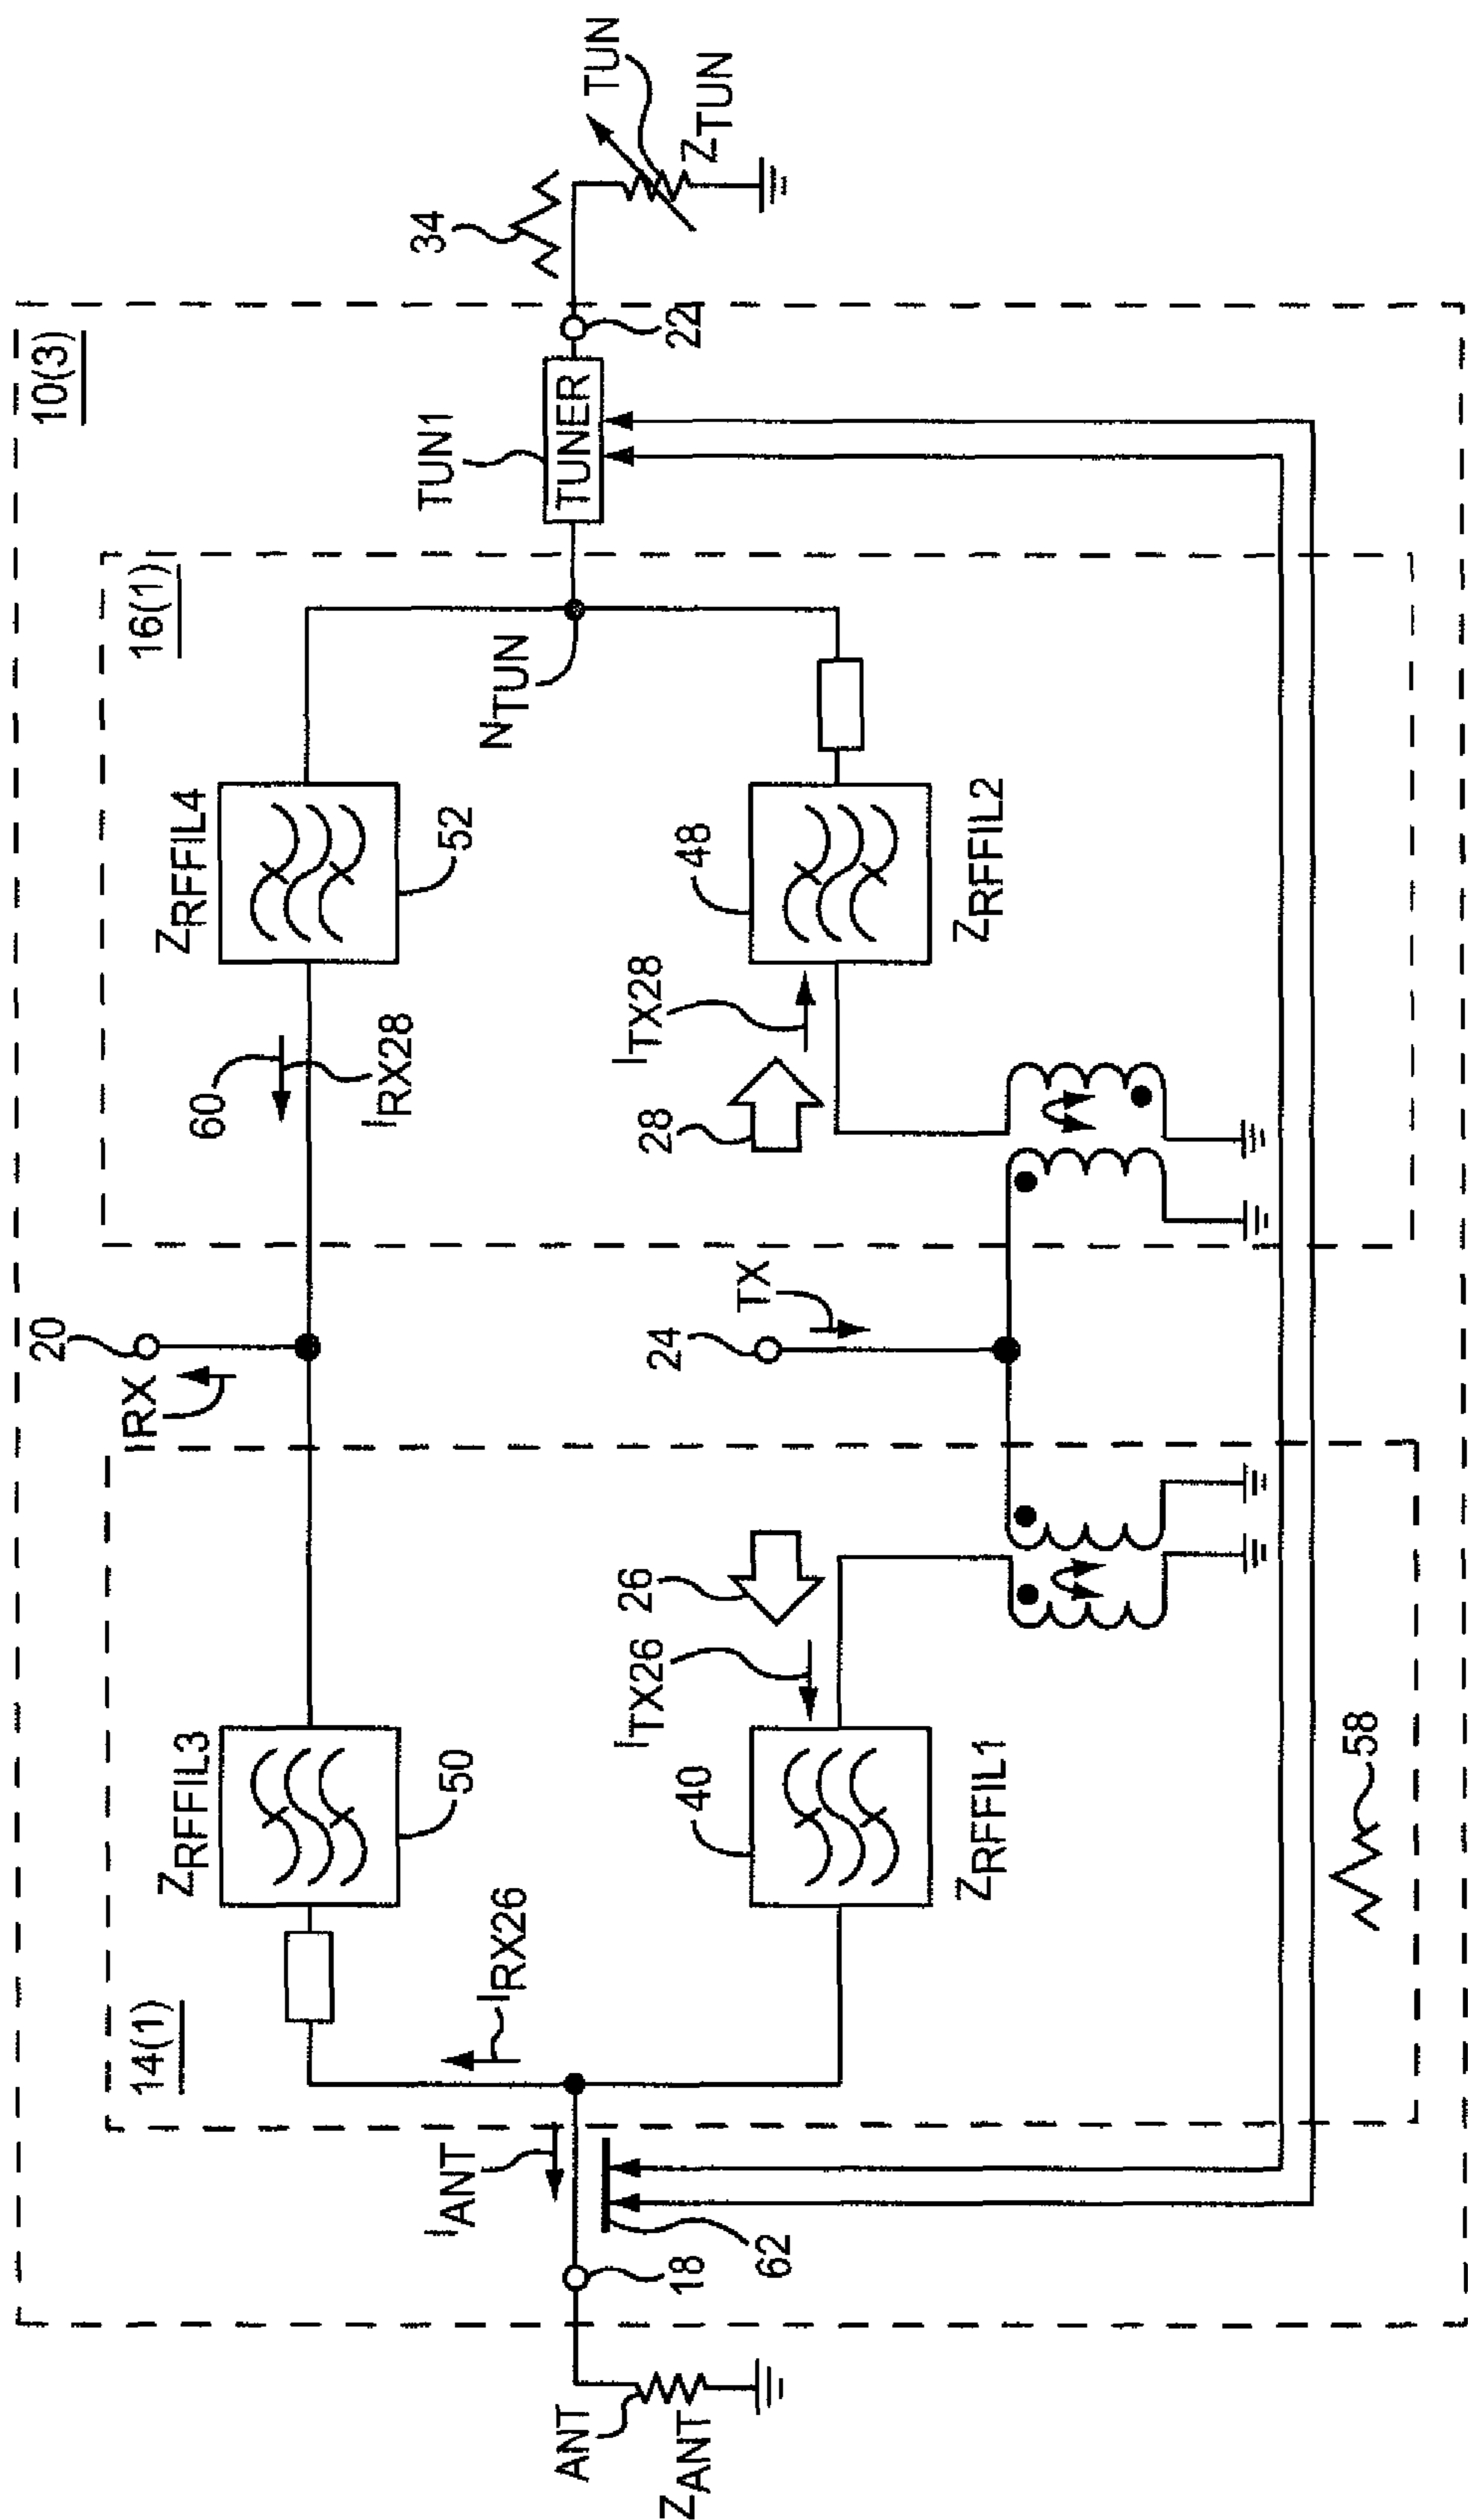 10(3)
20
RX
14(1)
16(1)
ZRFFIL3
50
60
IRX28
ZRFFIL4
52
IRX26
NTUN
TUN1
34
TUN
ZTUN
ANT
ZANT
IANT
18
62
TUNER
22
24
TX
ITX26
26
40
ZRFFIL1
28
ITX28
48
ZRFFIL2
58